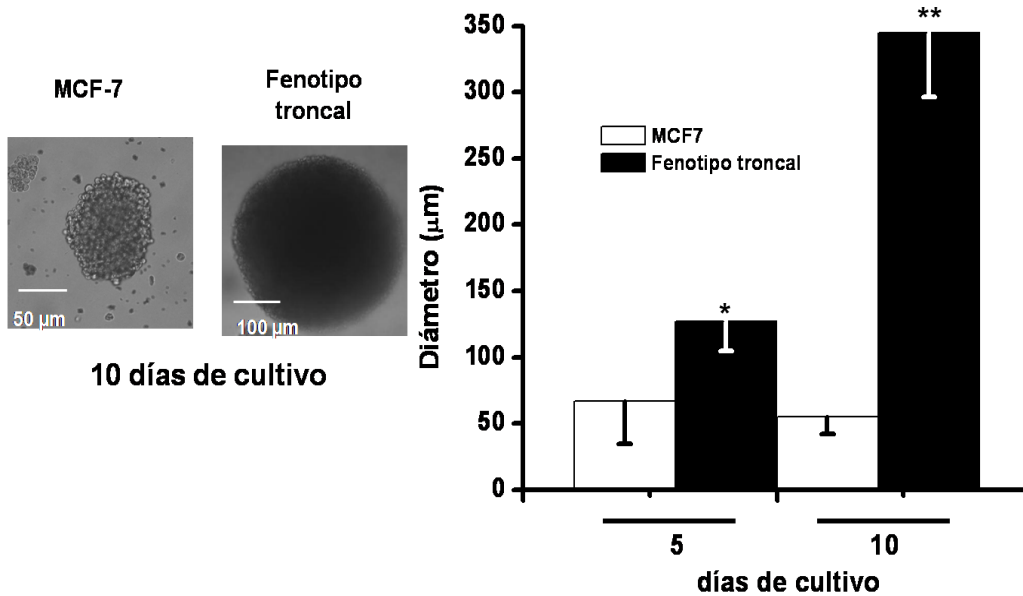 MCF-7
Fenotipo
troncal
50 µm
100 µm
10 días de cultivo
Diámetro (µm)
350
300
250
200
150
100
50
0
MCF7
Fenotipo troncal
*
**
5
10
días de cultivo